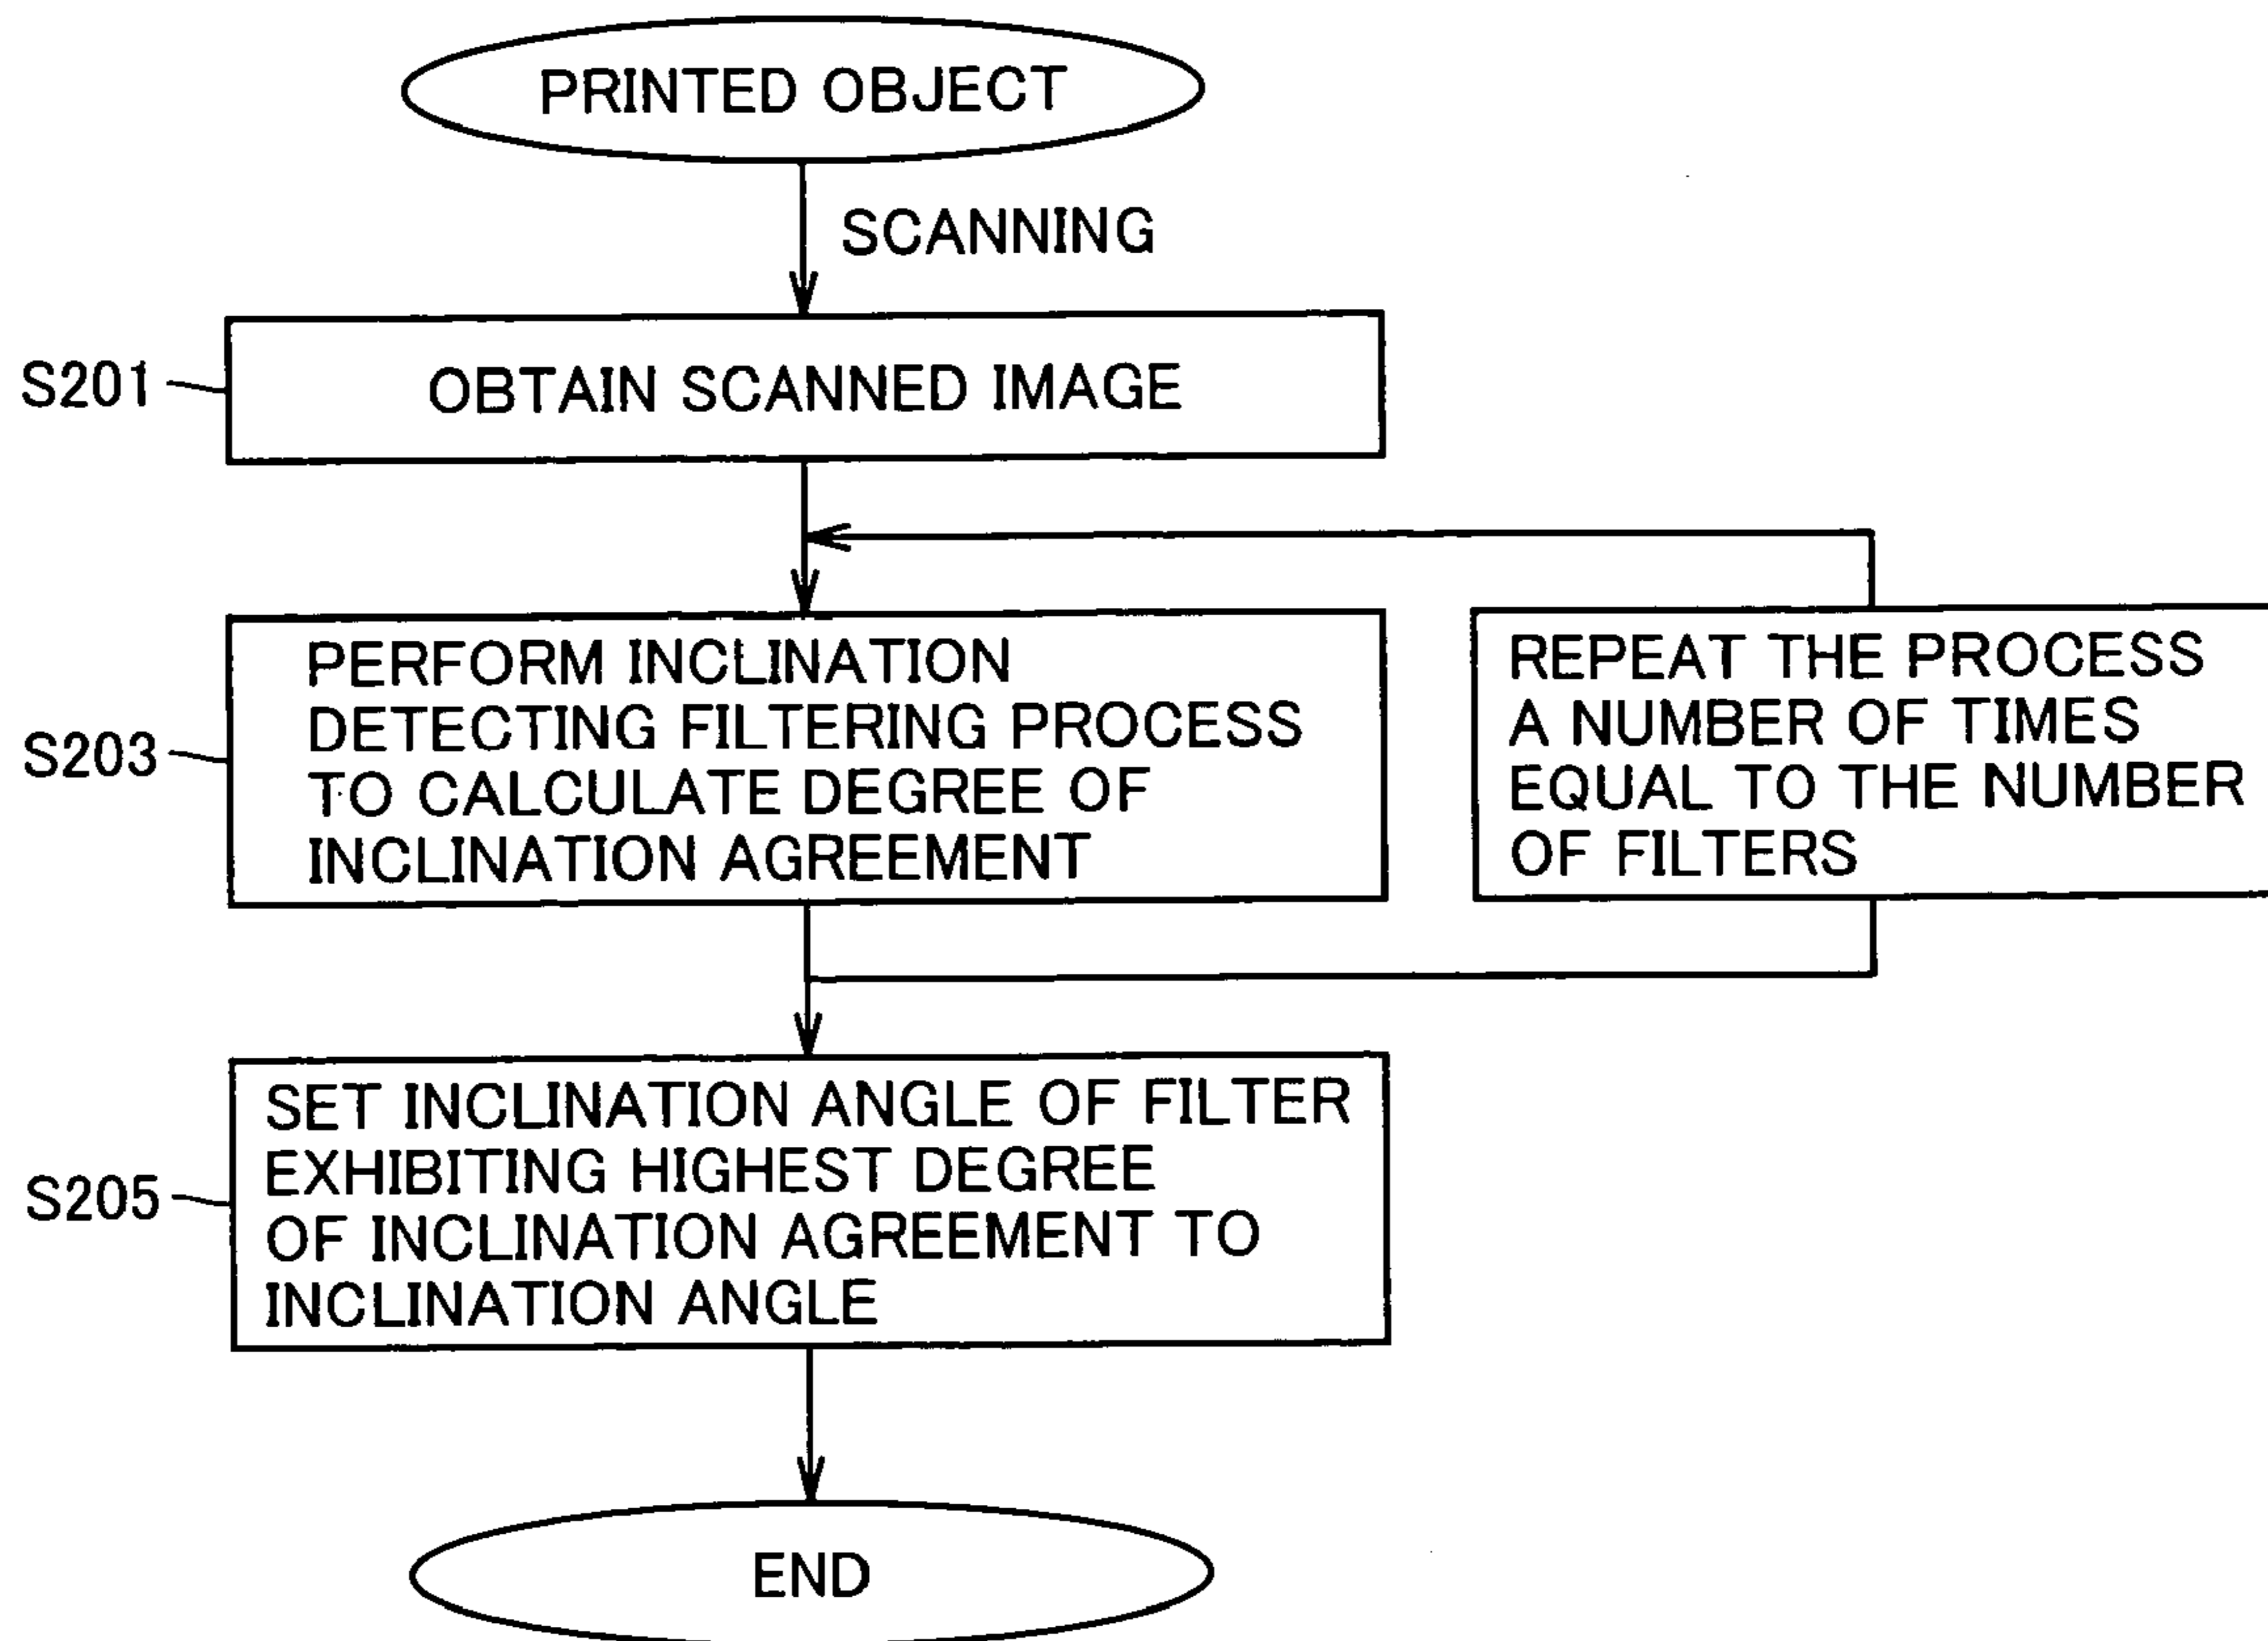 PRINTED OBJECT
SCANNING
S201
OBTAIN SCANNED IMAGE
S203
PERFORM INCLINATION
DETECTING FILTERING PROCESS
TO CALCULATE DEGREE OF
INCLINATION AGREEMENT
REPEAT THE PROCESS
A NUMBER OF TIMES
EQUAL TO THE NUMBER
OF FILTERS
S205
SET INCLINATION ANGLE OF FILTER
EXHIBITING HIGHEST DEGREE
OF INCLINATION AGREEMENT TO
INCLINATION ANGLE
END